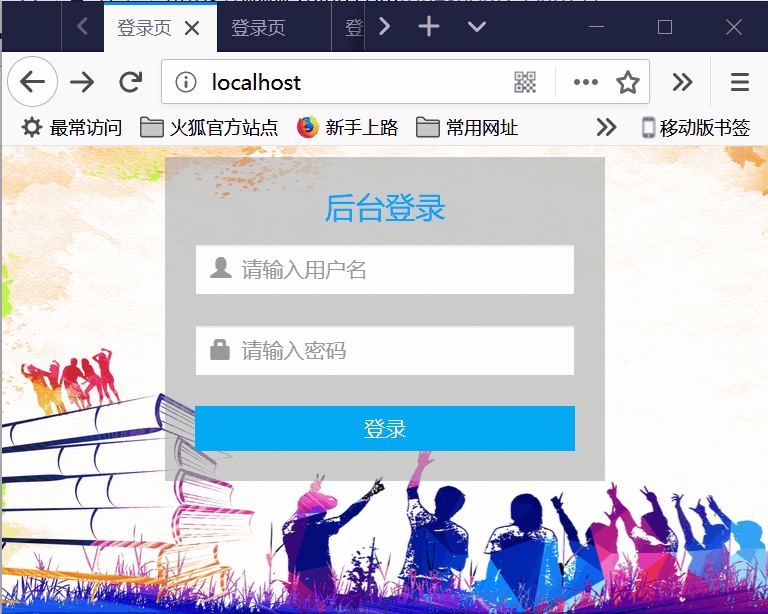 登录页 登录页 登
localhost
最常访问 火狐官方站点 新手上路 常用网址 移动版书签
后台登录
请输入用户名
请输入密码
登录